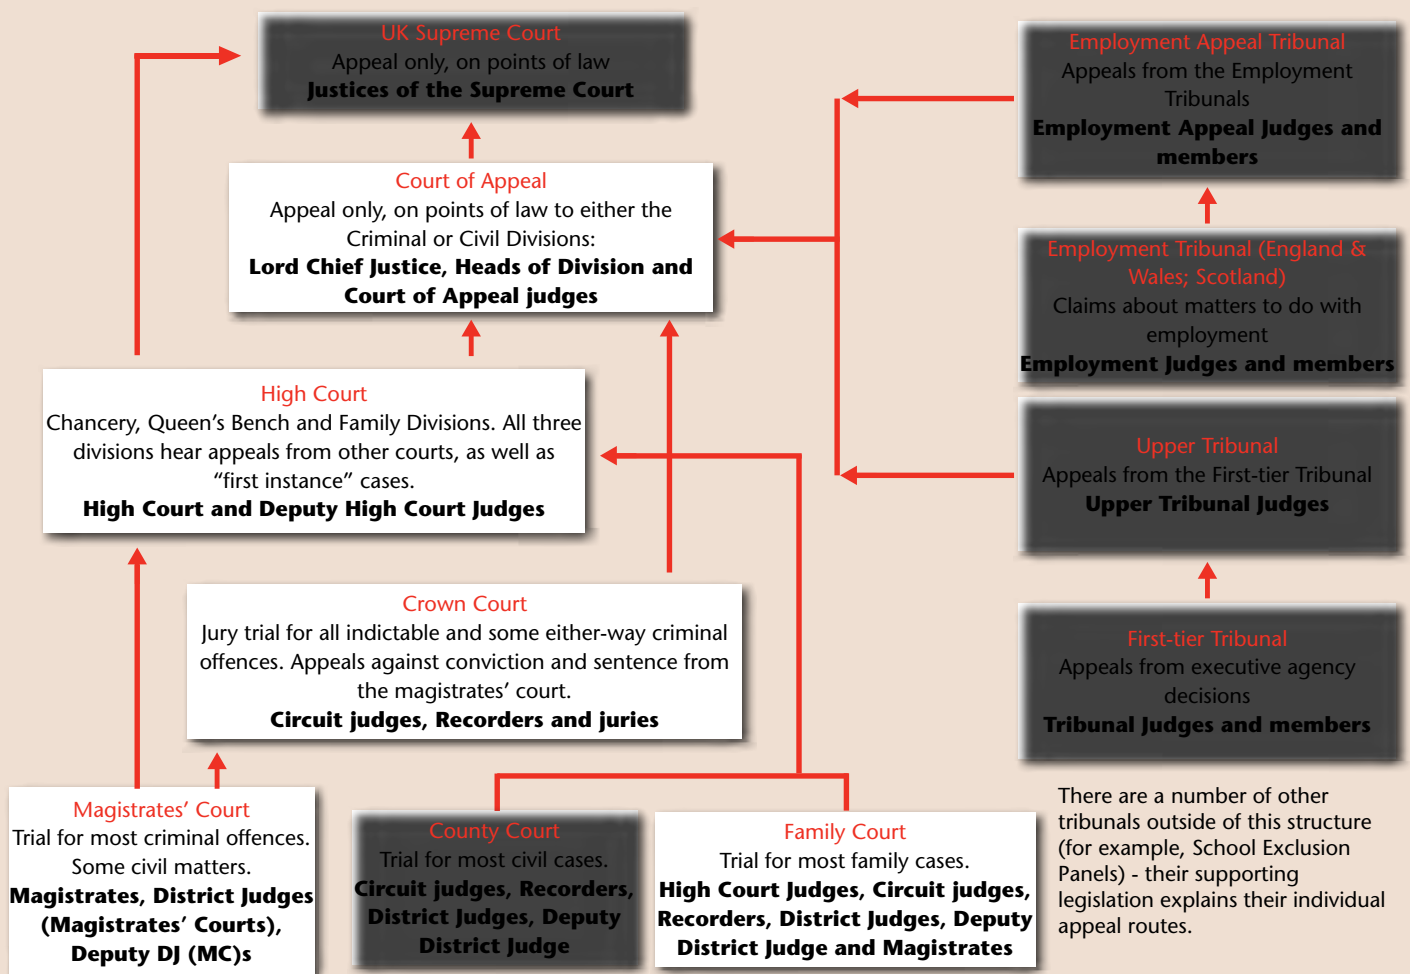 UK Supreme Court
Appeal only, on points of law
Justices of the Supreme Court
Court of Appeal
Appeal only, on points of law to either the
Criminal or Civil Divisions:
Lord Chief Justice, Heads of Division and
Court of Appeal judges
High Court
Chancery, Queen’s Bench and Family Divisions. All three
divisions hear appeals from other courts, as well as
“first instance” cases.
High Court and Deputy High Court Judges
Crown Court
Jury trial for all indictable and some either-way criminal
offences. Appeals against conviction and sentence from
the magistrates’ court.
Circuit judges, Recorders and juries
Magistrates’ Court
Trial for most criminal offences.
Some civil matters.
Magistrates, District Judges
(Magistrates’ Courts),
Deputy DJ (MC)s
County Court
Trial for most civil cases.
Circuit judges, Recorders,
District Judges, Deputy
District Judge
Family Court
Trial for most family cases.
High Court Judges, Circuit judges,
Recorders, District Judges, Deputy
District Judge and Magistrates
Employment Appeal Tribunal
Appeals from the Employment
Tribunals
Employment Appeal Judges and
members
Employment Tribunal (England &
Wales; Scotland)
Claims about matters to do with
employment
Employment Judges and members
Upper Tribunal
Appeals from the First-tier Tribunal
Upper Tribunal Judges
First-tier Tribunal
Appeals from executive agency
decisions
Tribunal Judges and members
There are a number of other
tribunals outside of this structure
(for example, School Exclusion
Panels) - their supporting
legislation explains their individual
appeal routes.